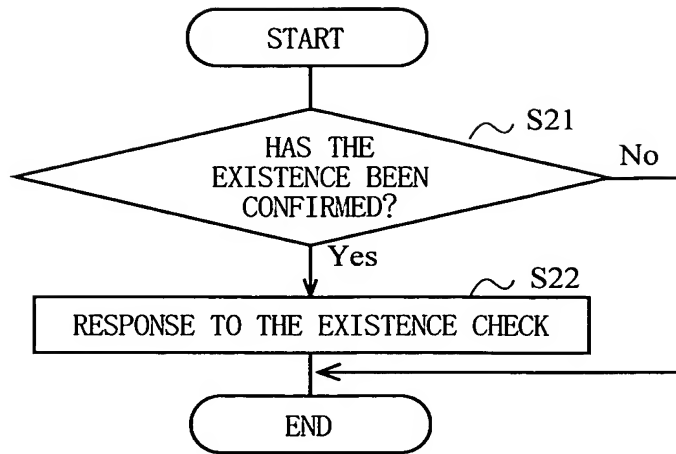 START
S21
HAS THE
EXISTENCE BEEN
CONFIRMED?
No
Yes
S22
RESPONSE TO THE EXISTENCE CHECK
END